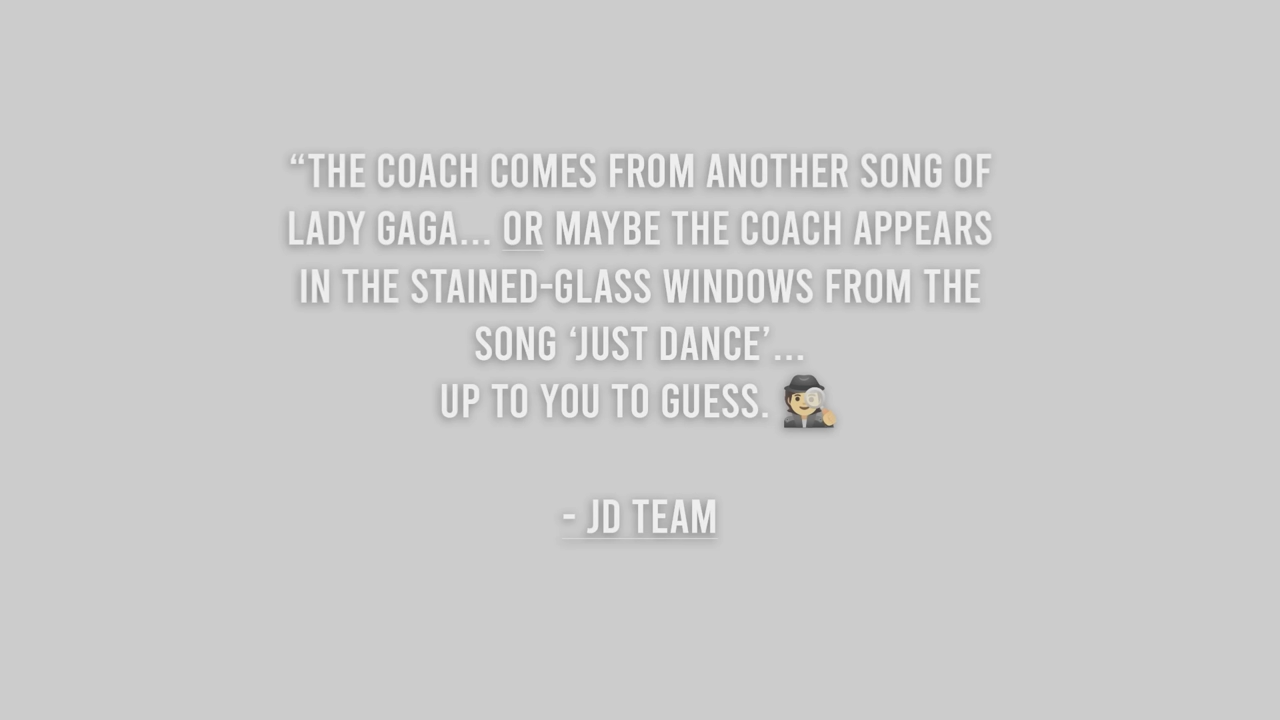 “THE COACH COMES FROM ANOTHER SONG OF
LADY GAGA... OR MAYBE THE COACH APPEARS
IN THE STAINED-GLASS WINDOWS FROM THE
SONG ‘JUST DANCE’...
UP TO YOU TO GUESS. 🕵️
- JD TEAM